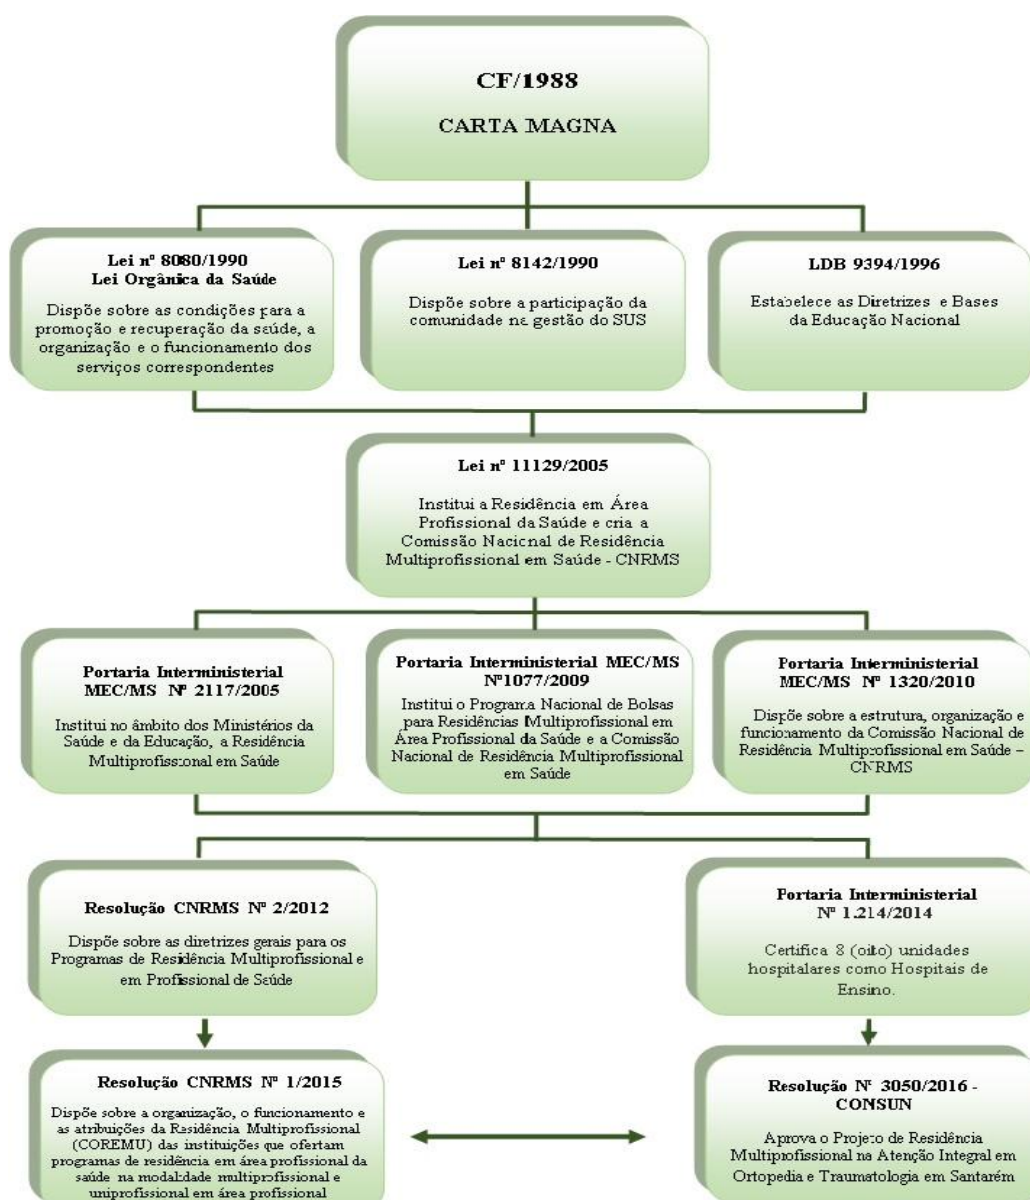 CF/1988
CARTA MAGNA
Lei nº 8080/1990
Lei Orgânica da Saúde
Dispõe sobre as condições para a
promoção e recuperação da saúde, a
organização e o funcionamento dos
serviços correspondentes
Lei nº 8142/1990
Dispõe sobre a participação da
comunidade na gestão do SUS
LDB 9394/1996
Estabelece as Diretrizes e Bases
da Educação Nacional
Lei nº 11129/2005
Institui a Residência em Área
Profissional da Saúde e cria a
Comissão Nacional de Residência
Multiprofissional em Saúde - CNRMS
Portaria Interministerial
MEC/MS Nº 2117/2005
Institui no âmbito dos Ministérios da
Saúde e da Educação, a Residência
Multiprofissional em Saúde
Portaria Interministerial MEC/MS
Nº1077/2009
Institui o Programa Nacional de Bolsas
para Residências Multiprofissional em
Área Profissional da Saúde e a Comissão
Nacional de Residência Multiprofissional
em Saúde
Portaria Interministerial
MEC/MS Nº 1320/2010
Dispõe sobre a estrutura, organização e
funcionamento da Comissão Nacional de
Residência Multiprofissional em Saúde –
CNRMS
Resolução CNRMS Nº 2/2012
Dispõe sobre as diretrizes gerais para os
Programas de Residência Multiprofissional e
em Profissional de Saúde
Portaria Interministerial
Nº 1.214/2014
Certifica 8 (oito) unidades
hospitalares como Hospitais de
Ensino.
Resolução CNRMS Nº 1/2015
Dispõe sobre a organização, o funcionamento e
as atribuições da Residência Multiprofissional
(COREMU) das instituições que ofertam
programas de residência em área profissional da
saúde na modalidade multiprofissional e
uniprofissional em área profissional
Resolução Nº 3050/2016 -
CONSUN
Aprova o Projeto de Residência
Multiprofissional na Atenção Integral em
Ortopedia e Traumatologia em Santarém